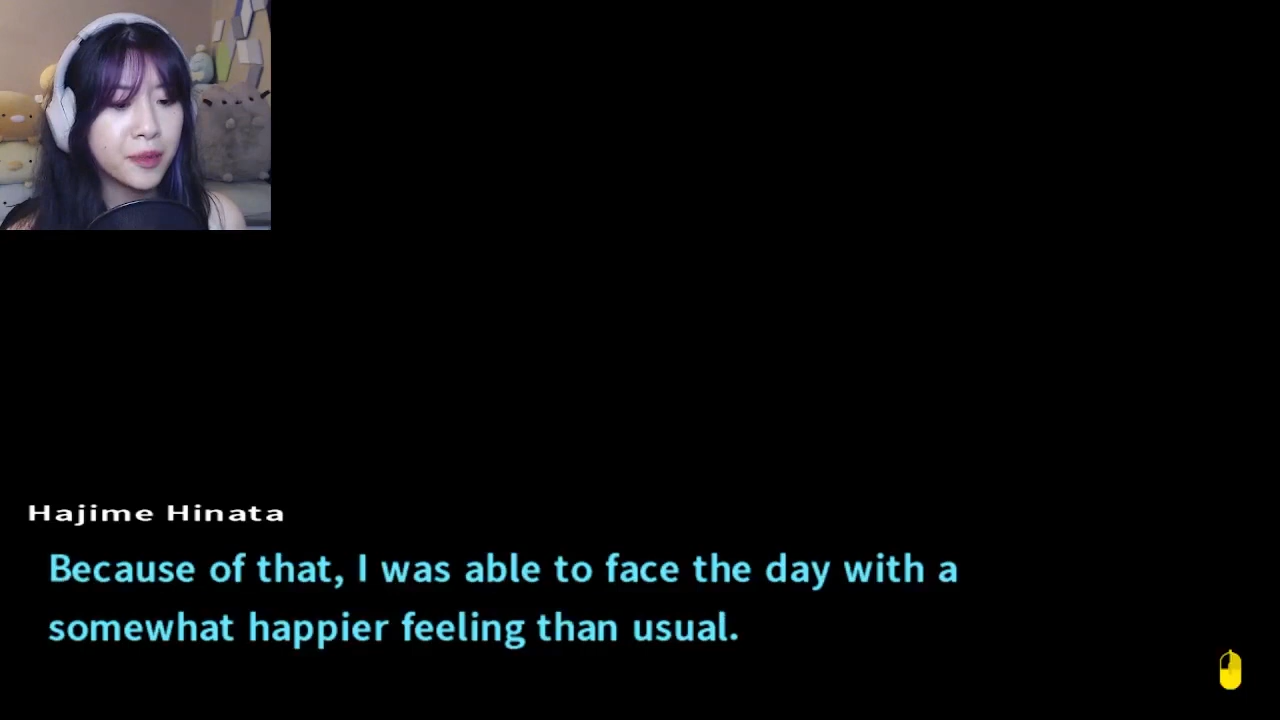 Hajime Hinata
Because of that, I was able to face the day with a
somewhat happier feeling than usual.